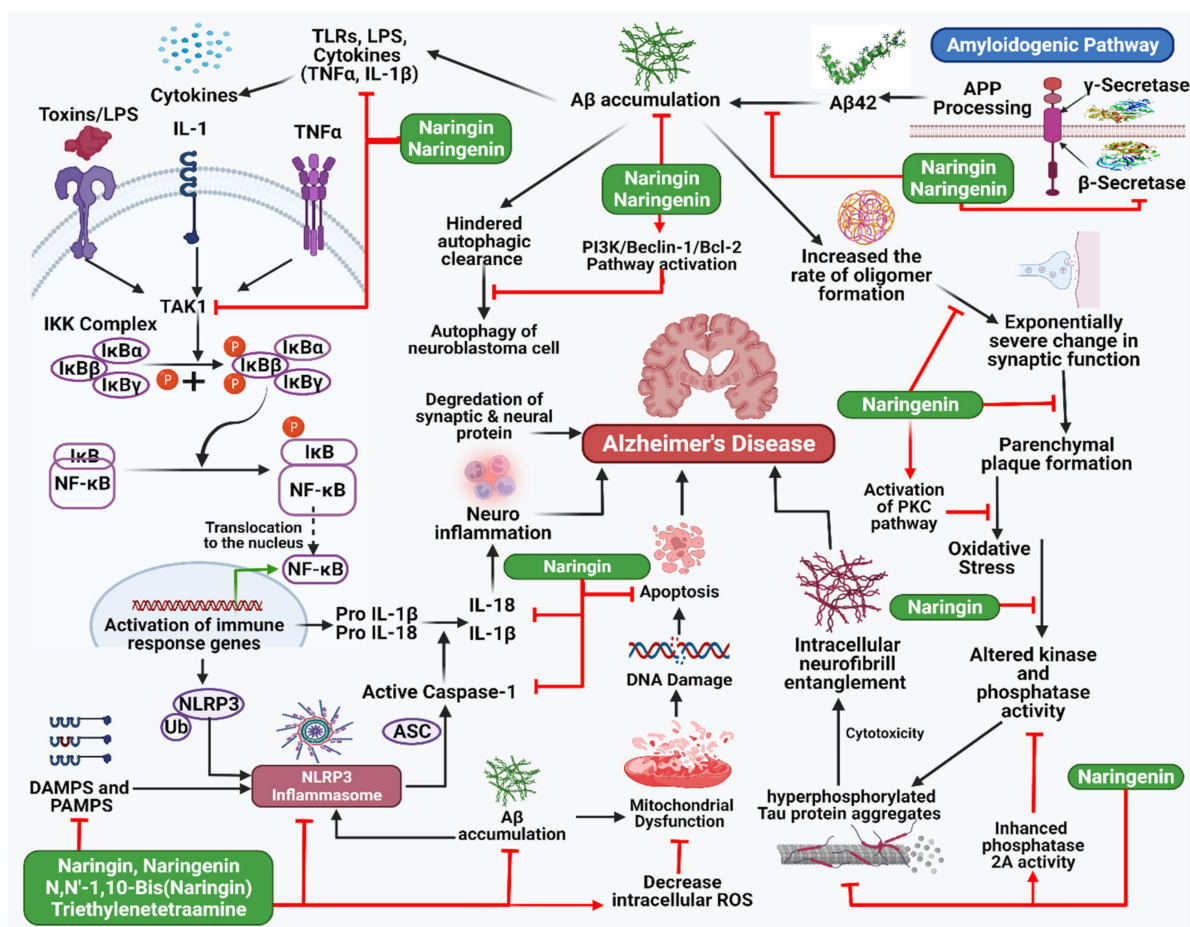 TLRs, LPS,
Cytokines
(TNFα, IL-1β)
Amyloidogenic Pathway
Cytokines
Aβ accumulation
Aβ42
APP
Processing
γ-Secretase
Toxins/LPS
IL-1
TNFα
Naringin
Naringenin
Naringin
Naringenin
Naringin
Naringenin
β-Secretase
Hindered
autophagic
clearance
PI3K/Beclin-1/Bcl-2
Pathway activation
Increased the
rate of oligomer
formation
TAK1
IKK Complex
IκBα
IκBβ
IκBγ
P
+
P
P
IκBα
IκBβ
IκBγ
Autophagy of
neuroblastoma cell
Exponentially
severe change in
synaptic function
Degredation of
synaptic & neural
protein
Alzheimer's Disease
Naringenin
Parenchymal
plaque formation
P
IκB
NF-κB
IκB
NF-κB
Translocation
to the nucleus
NF-κB
Neuro
inflammation
Activation
of PKC
pathway
Oxidative
Stress
Naringin
Apoptosis
Naringin
Activation of immune
response genes
Pro IL-1β
Pro IL-18
IL-18
IL-1β
Intracellular
neurofibrill
entanglement
Altered kinase
and
phosphatase
activity
DNA Damage
Active Caspase-1
NLRP3
Ub
ASC
Cytotoxicity
DAMPS and
PAMPS
NLRP3
Inflammasome
Aβ
accumulation
Mitochondrial
Dysfunction
hyperphosphorylated
Tau protein aggregates
Naringenin
Enhanced
phosphatase
2A activity
Naringin, Naringenin
N,N'-1,10-Bis(Naringin)
Triethylenetetraamine
Decrease
intracellular ROS